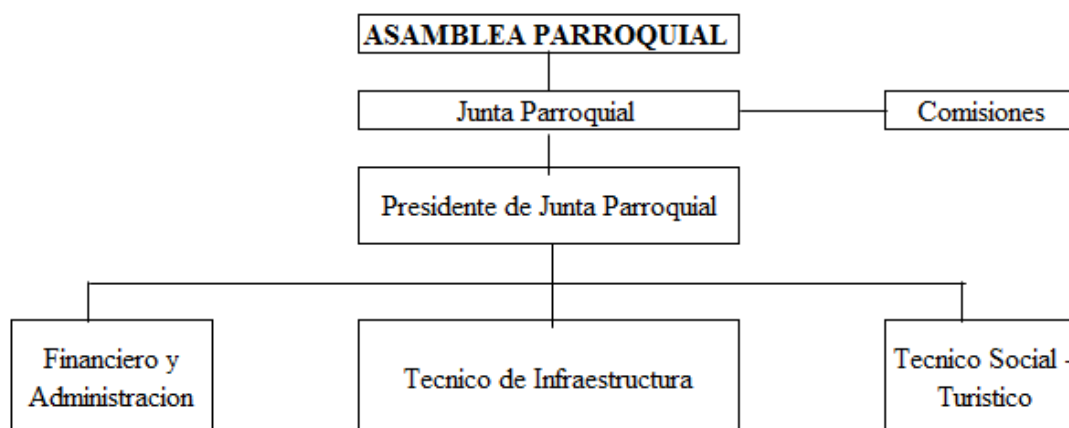 ASAMBLEA PARROQUIAL
Junta Parroquial
Comisiones
Presidente de Junta Parroquial
Financiero y
Administracion
Tecnico de Infraestructura
Tecnico Social -
Turistico